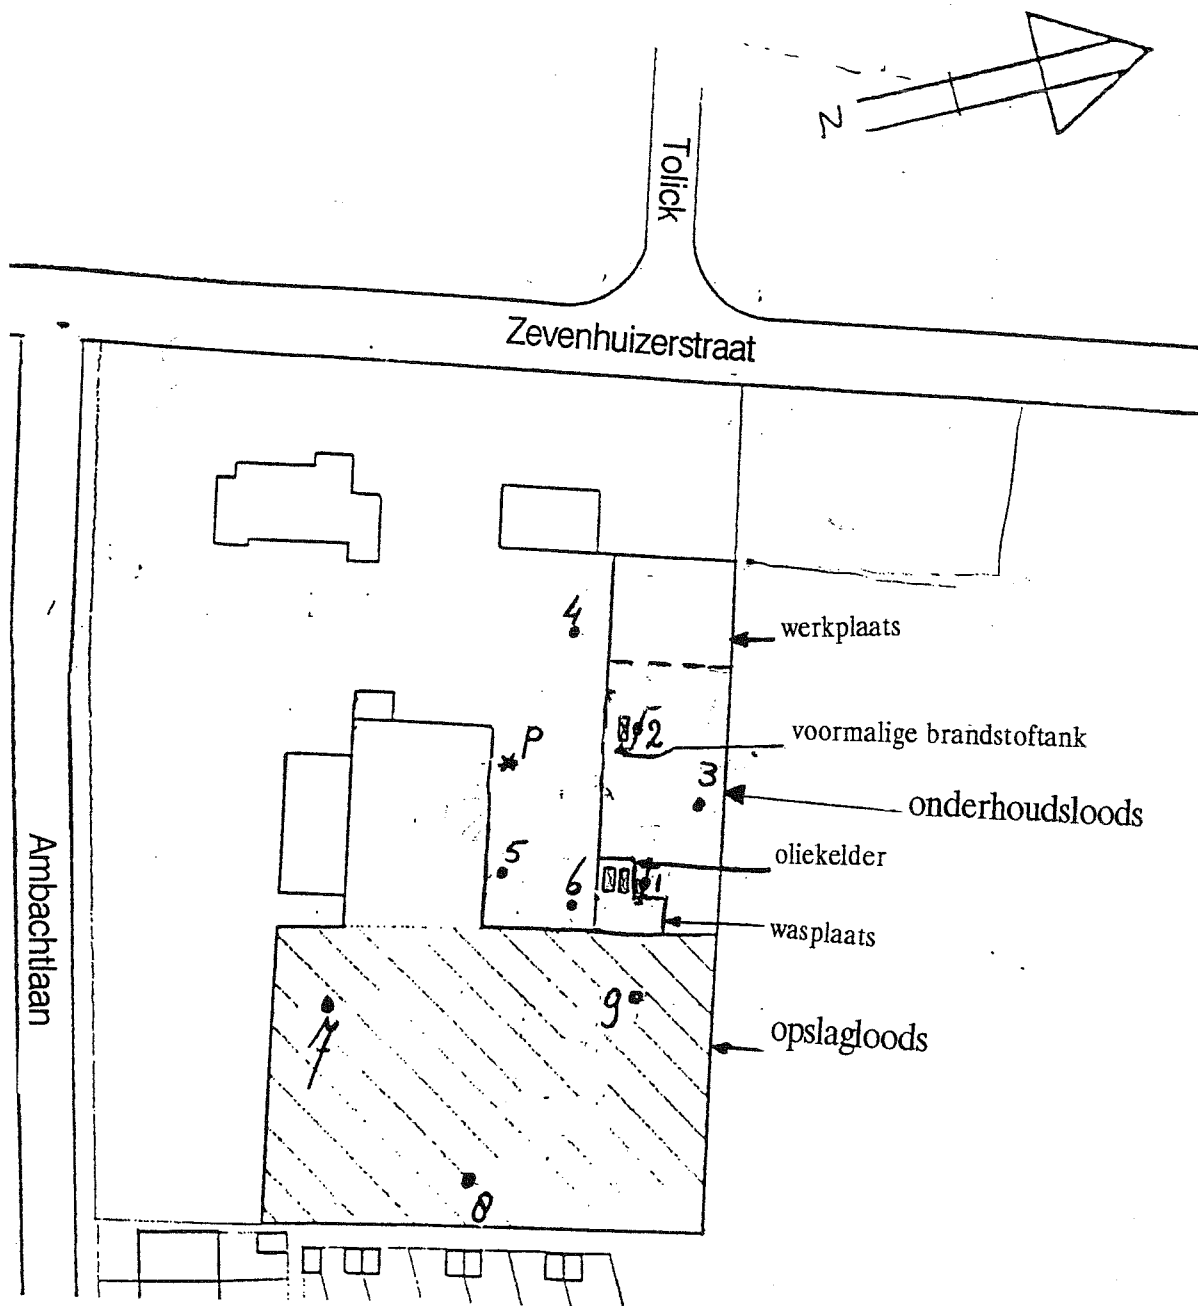 N
Tolick
Zevenhuizerstraat
4
werkplaats
2
P
voormalige brandstoftank
3
onderhoudsloods
5
oliekelder
6
1
wasplaats
Ambachtlaan
7
9
opslagloods
8